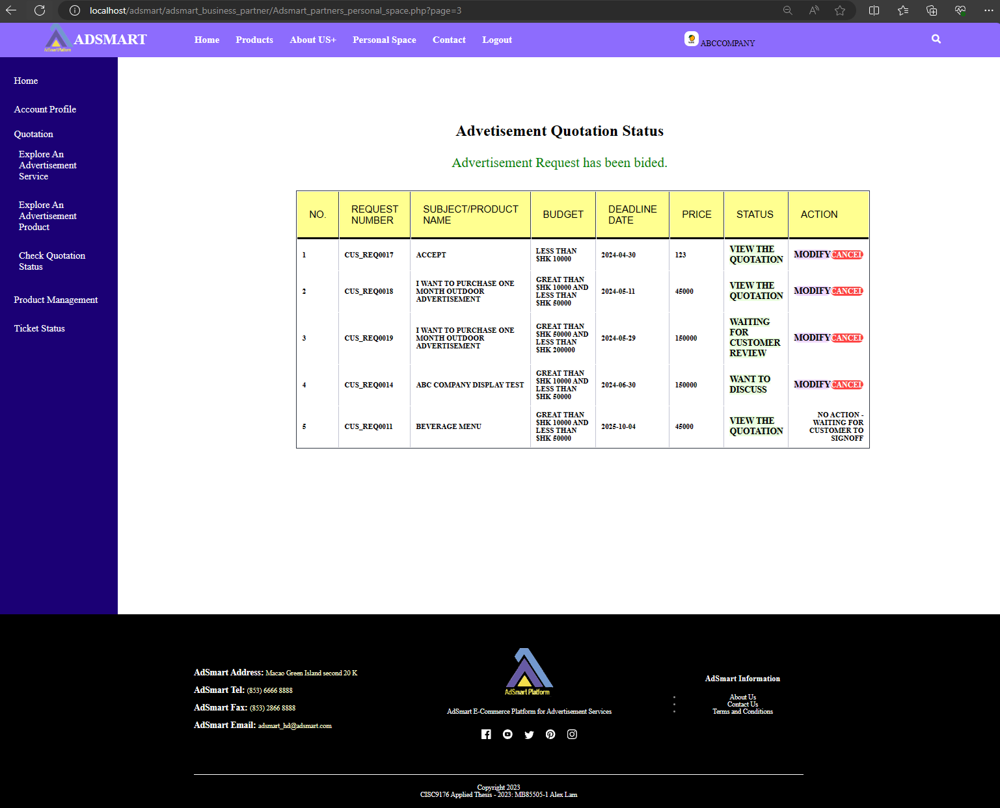 localhost/adsmart/adsmart_business_partner/Adsmart_partners_personal_space.php?page=3
AdSmart Platform
ADSMART
Home
Products
About US+
Personal Space
Contact
Logout
ABCCOMPANY
Home
Account Profile
Quotation
Explore An
Advertisement
Service
Explore An
Advertisement
Product
Check Quotation
Status
Product Management
Ticket Status
Advetisement Quotation Status
Advertisement Request has been bided.
NO.
REQUEST
NUMBER
SUBJECT/PRODUCT
NAME
BUDGET
DEADLINE
DATE
PRICE
STATUS
ACTION
1
CUS_REQ0017
ACCEPT
LESS THAN
$HK 10000
2024-04-30
123
VIEW THE
QUOTATION
MODIFY CANCEL
2
CUS_REQ0018
I WANT TO PURCHASE ONE
MONTH OUTDOOR
ADVERTISEMENT
GREAT THAN
$HK 10000 AND
LESS THAN
$HK 50000
2024-05-11
45000
VIEW THE
QUOTATION
MODIFY CANCEL
3
CUS_REQ0019
I WANT TO PURCHASE ONE
MONTH OUTDOOR
ADVERTISEMENT
GREAT THAN
$HK 50000 AND
LESS THAN
$HK 200000
2024-05-29
150000
WAITING
FOR
CUSTOMER
REVIEW
MODIFY CANCEL
4
CUS_REQ0014
ABC COMPANY DISPLAY TEST
GREAT THAN
$HK 10000 AND
LESS THAN
$HK 50000
2024-06-30
150000
WANT TO
DISCUSS
MODIFY CANCEL
5
CUS_REQ0011
BEVERAGE MENU
GREAT THAN
$HK 10000 AND
LESS THAN
$HK 50000
2025-10-04
45000
VIEW THE
QUOTATION
NO ACTION -
WAITING FOR
CUSTOMER TO
SIGNOFF
AdSmart Address: Macao Green Island second 20 K
AdSmart Tel: (853) 6666 8888
AdSmart Fax: (853) 2866 8888
AdSmart Email: adsmart_hd@adsmart.com
AdSmart Platform
AdSmart E-Commerce Platform for Advertisement Services
AdSmart Information
About Us
Contact Us
Terms and Conditions
Copyright 2023
CISC9176 Applied Thesis - 2023: MB85505-1 Alex Lam